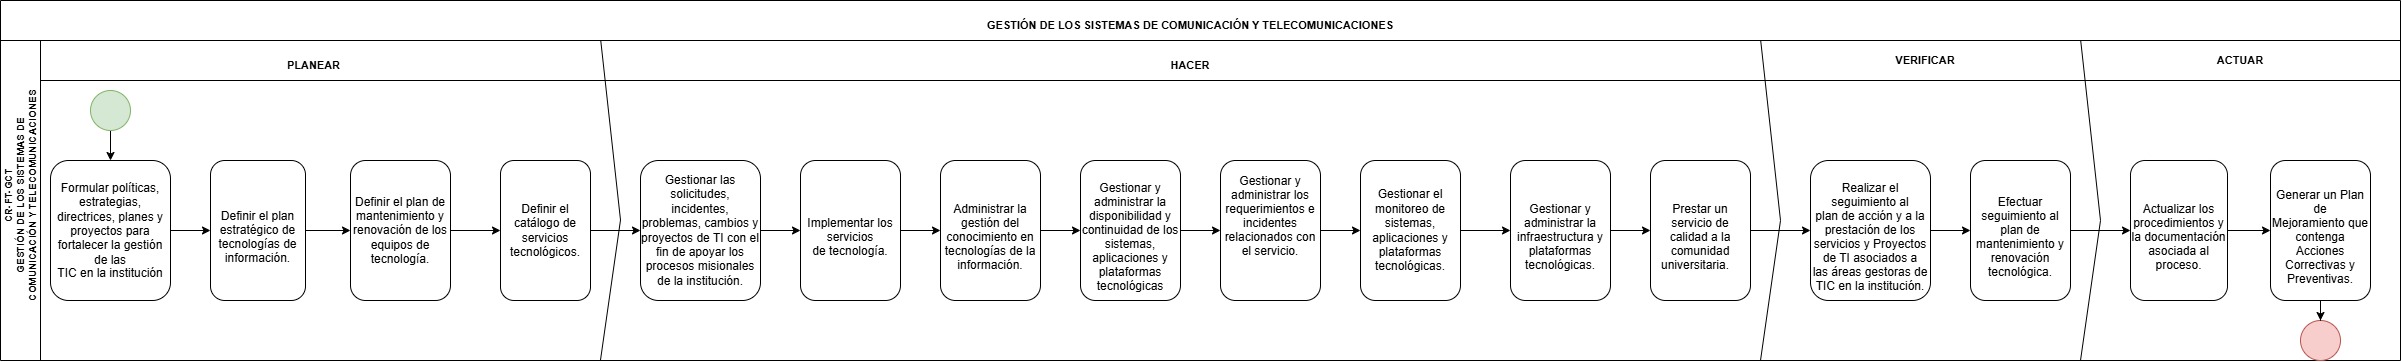 GESTIÓN DE LOS SISTEMAS DE COMUNICACIÓN Y TELECOMUNICACIONES
PLANEAR
HACER
VERIFICAR
ACTUAR
CR-FT-GCT
GESTIÓN DE LOS SISTEMAS DE
COMUNICACIÓN Y TELECOMUNICACIONES
Formular políticas,
estrategias,
directrices, planes y
proyectos para
fortalecer la gestión
de las
TIC en la institución
Definir el plan
estratégico de
tecnologías de
información.
Definir el plan de
mantenimiento y
renovación de los
equipos de
tecnología.
Definir el
catálogo de
servicios
tecnológicos.
Gestionar las
solicitudes,
incidentes,
problemas, cambios y
proyectos de TI con el
fin de apoyar los
procesos misionales
de la institución.
Implementar los
servicios
de tecnología.
Administrar la
gestión del
conocimiento en
tecnologías de la
información.
Gestionar y
administrar la
disponibilidad y
continuidad de los
sistemas,
aplicaciones y
plataformas
tecnológicas
Gestionar y
administrar los
requerimientos e
incidentes
relacionados con
el servicio.
Gestionar el
monitoreo de
sistemas,
aplicaciones y
plataformas
tecnológicas.
Gestionar y
administrar la
infraestructura y
plataformas
tecnológicas.
Prestar un
servicio de
calidad a la
comunidad
universitaria.
Realizar el
seguimiento al
plan de acción y a la
prestación de los
servicios y Proyectos
de TI asociados a
las áreas gestoras de
TIC en la institución.
Efectuar
seguimiento al
plan de
mantenimiento y
renovación
tecnológica.
Actualizar los
procedimientos y
la documentación
asociada al
proceso.
Generar un Plan
de
Mejoramiento que
contenga
Acciones
Correctivas y
Preventivas.